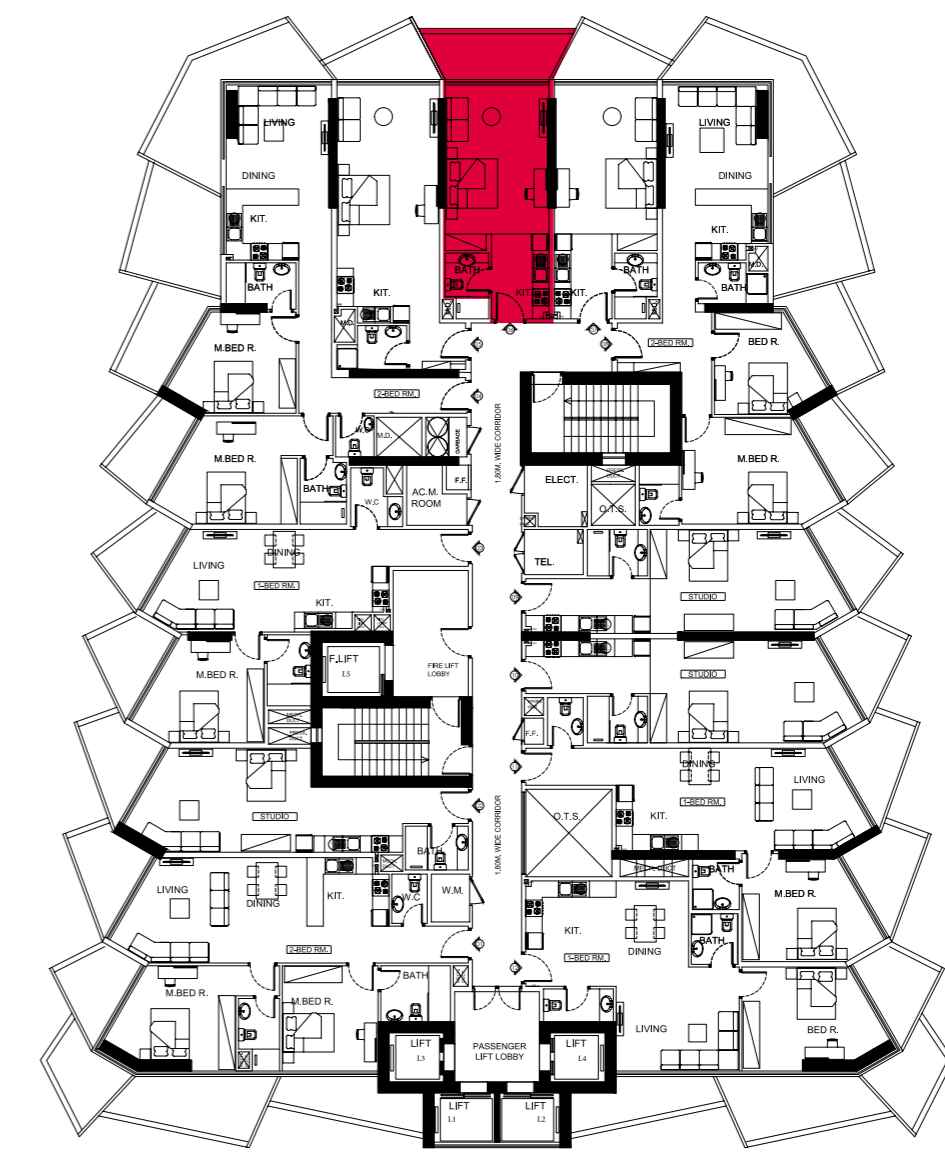 LIVING
LIVING
DINING
DINING
KIT.
KIT.
BATH
BATH
M.D.
BATH
BATH
KIT.
KIT.
KIT.
M.D.
M.BED R.
2-BED RM.
BED R.
2-BED RM.
W.C
M.D.
GARBAGE
1.80M. WIDE CORRIDOR
M.BED R.
M.BED R.
BATH
W.C
AC.M.
ROOM
F.F.
ELECT.
O.T.S.
LIVING
DINING
1-BED RM.
KIT.
TEL.
STUDIO
M.BED R.
F.LIFT
L5
FIRE LIFT
LOBBY
STUDIO
F.F.
DINING
LIVING
1-BED RM.
KIT.
STUDIO
BATH
1.80M. WIDE CORRIDOR
O.T.S.
LIVING
DINING
KIT.
W.C
W.M.
2-BED RM.
BATH
M.BED R.
BATH
KIT.
DINING
1-BED RM.
M.BED R.
M.BED R.
BATH
LIVING
BED R.
LIFT
L3
PASSENGER
LIFT LOBBY
LIFT
L4
LIFT
L1
LIFT
L2